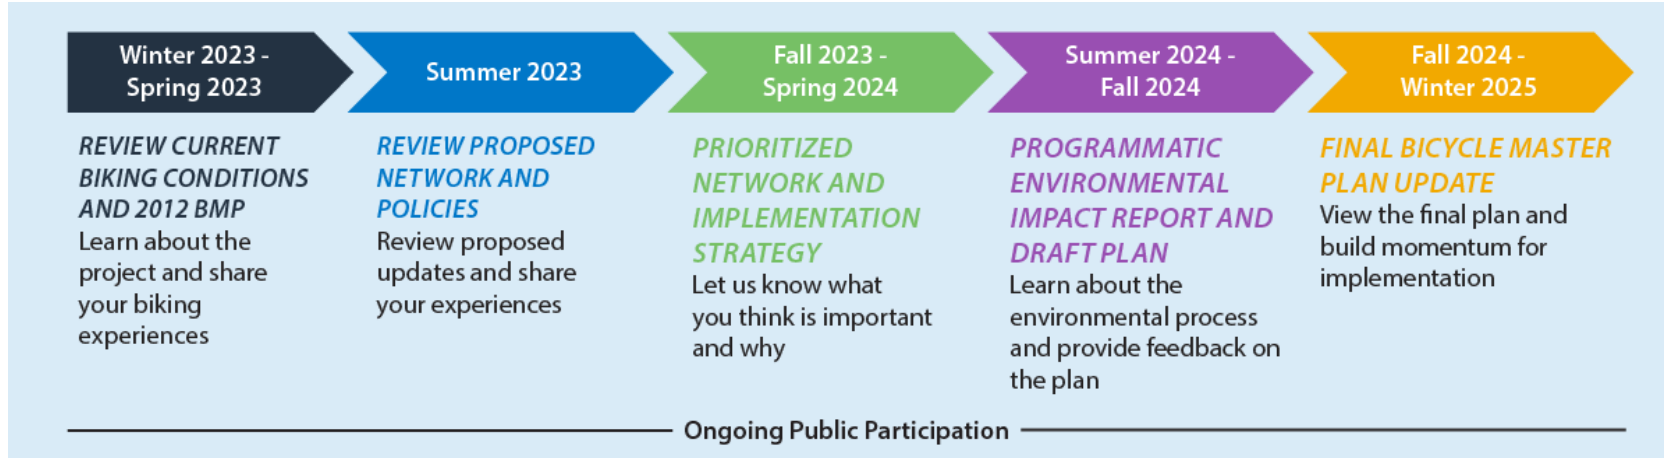 Winter 2023 -
Spring 2023
Summer 2023
Fall 2023 -
Spring 2024
Summer 2024 -
Fall 2024
Fall 2024 -
Winter 2025
REVIEW CURRENT
BIKING CONDITIONS
AND 2012 BMP
Learn about the
project and share
your biking
experiences
REVIEW PROPOSED
NETWORK AND
POLICIES
Review proposed
updates and share
your experiences
PRIORITIZED
NETWORK AND
IMPLEMENTATION
STRATEGY
Let us know what
you think is important
and why
PROGRAMMATIC
ENVIRONMENTAL
IMPACT REPORT AND
DRAFT PLAN
Learn about the
environmental process
and provide feedback on
the plan
FINAL BICYCLE MASTER
PLAN UPDATE
View the final plan and
build momentum for
implementation
Ongoing Public Participation